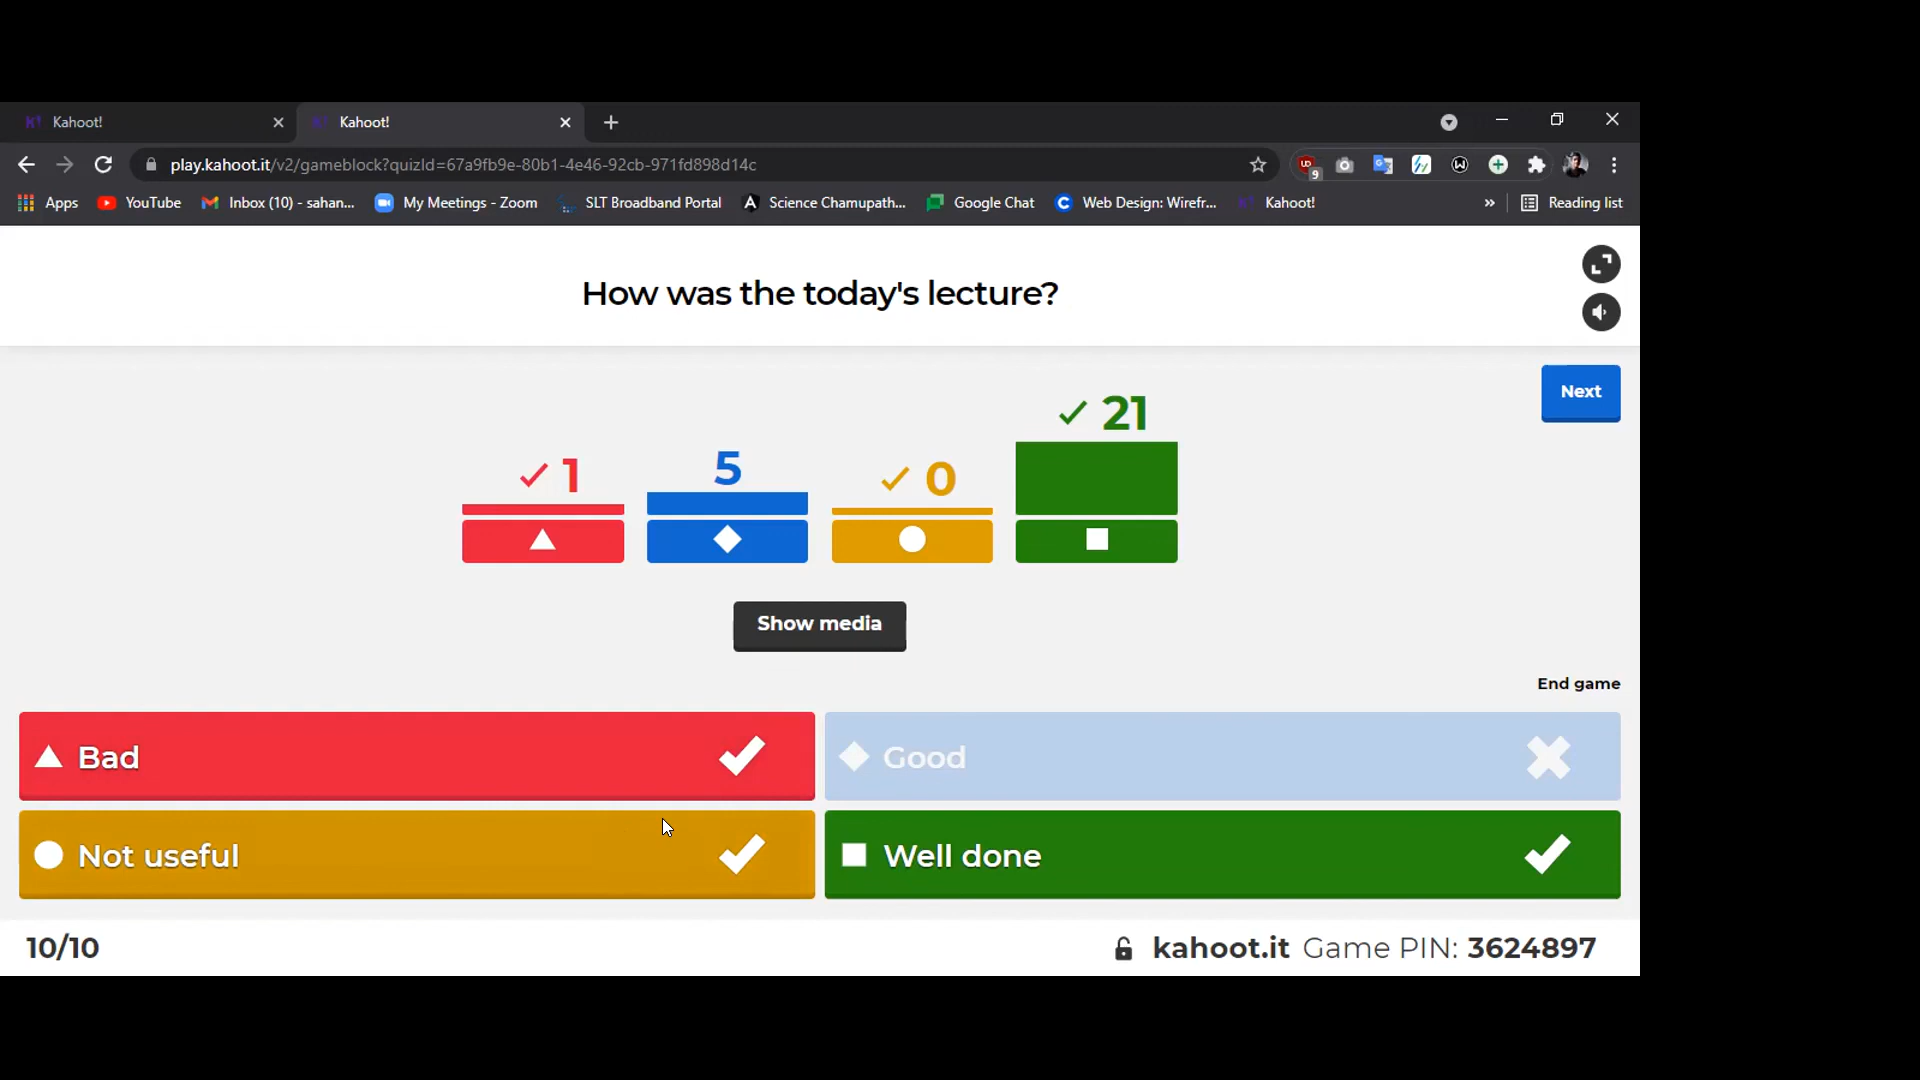 Kahoot!
Kahoot!
play.kahoot.it/v2/gameblock?quizId=67a9fb9e-80b1-4e46-92cb-971fd898d14c
9
Apps YouTube Inbox (10) - sahan... My Meetings - Zoom SLT Broadband Portal Science Chamupath... Google Chat Web Design: Wirefr... Kahoot! » Reading list
How was the today's lecture?
Next
1 5 0 21
Show media
End game
Bad
Good
Not useful
Well done
10/10
kahoot.it Game PIN: 3624897